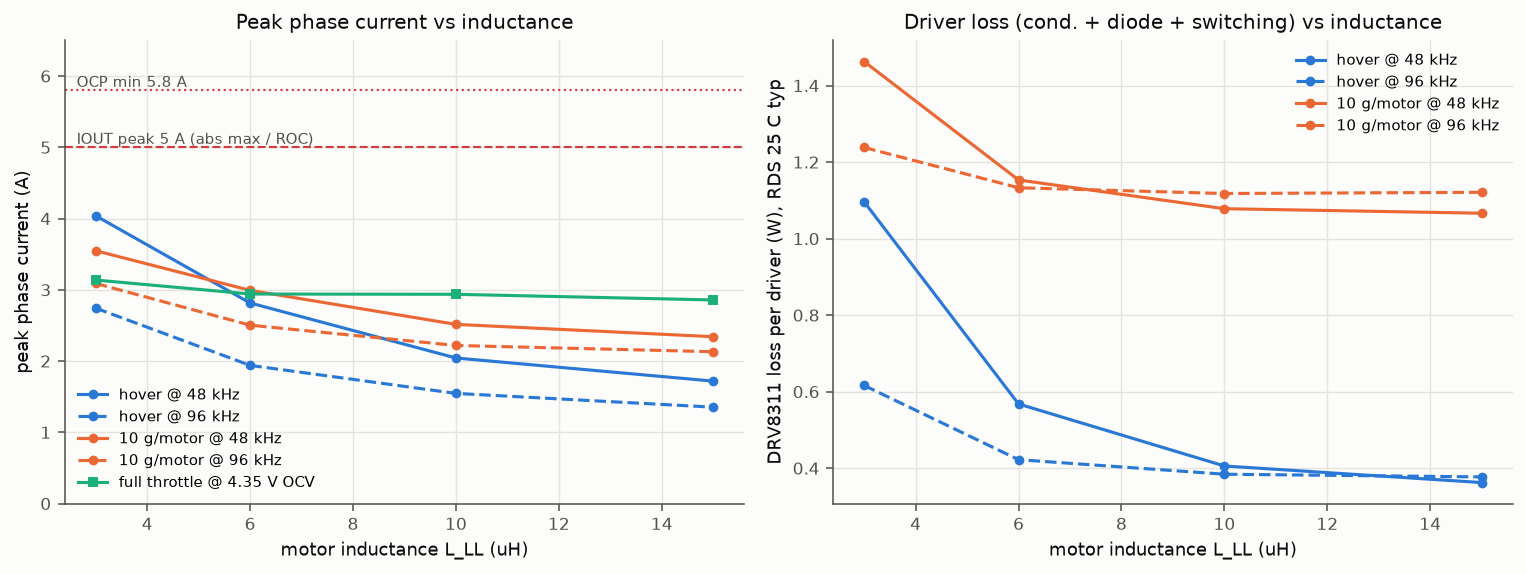 Peak phase current vs inductance
OCP min 5.8 A
IOUT peak 5 A (abs max / ROC)
peak phase current (A)
6
5
4
3
2
1
0
hover @ 48 kHz
hover @ 96 kHz
10 g/motor @ 48 kHz
10 g/motor @ 96 kHz
full throttle @ 4.35 V OCV
4 6 8 10 12 14
motor inductance L_LL (uH)
Driver loss (cond. + diode + switching) vs inductance
DRV8311 loss per driver (W), RDS 25 C typ
1.4
1.2
1.0
0.8
0.6
0.4
hover @ 48 kHz
hover @ 96 kHz
10 g/motor @ 48 kHz
10 g/motor @ 96 kHz
4 6 8 10 12 14
motor inductance L_LL (uH)